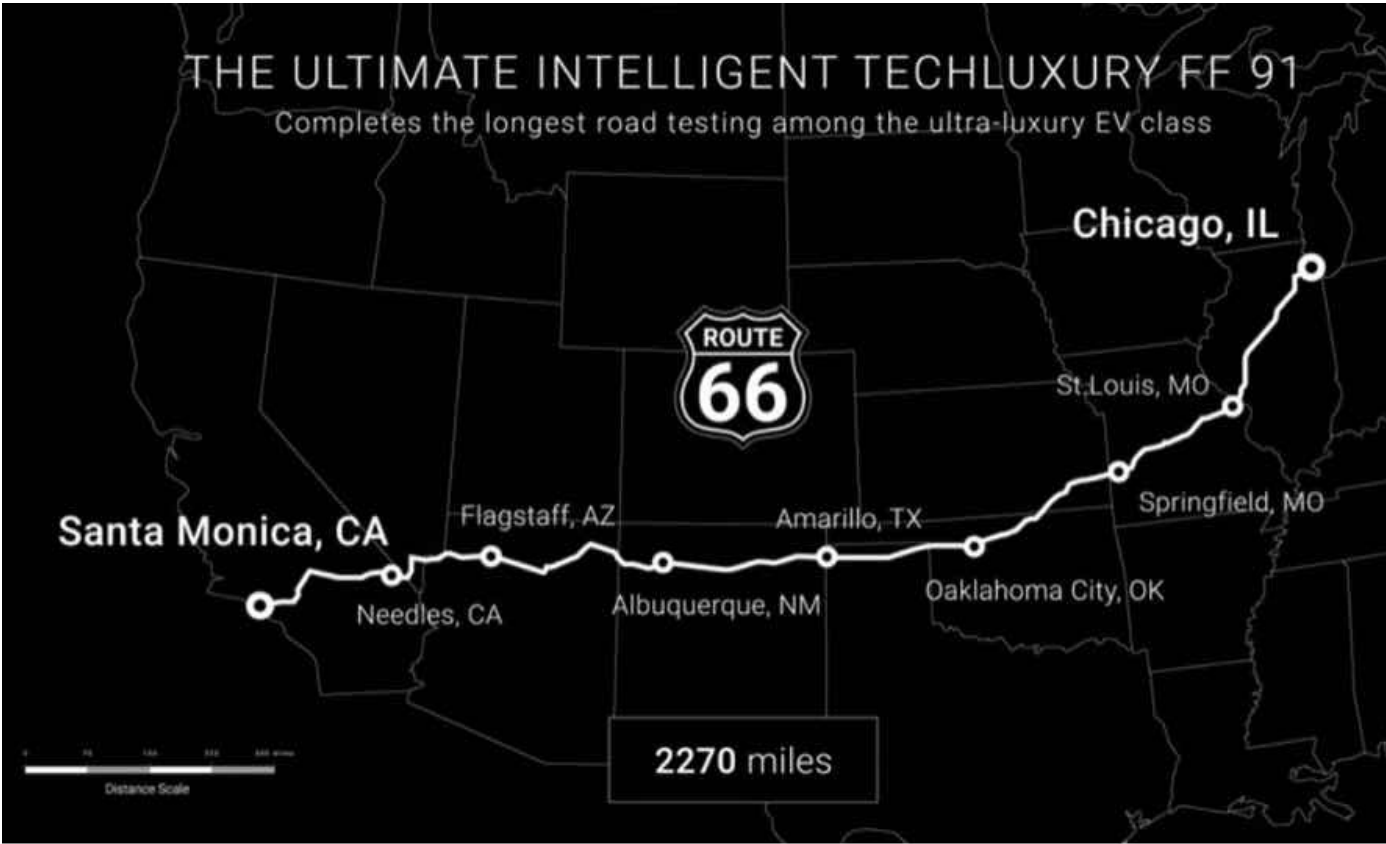 THE ULTIMATE INTELLIGENT TECHLUXURY FF 91
Completes the longest road testing among the ultra-luxury EV class
Chicago, IL
ROUTE
66
St.Louis, MO
Springfield, MO
Flagstaff, AZ
Amarillo, TX
Santa Monica, CA
Oaklahoma City, OK
Albuquerque, NM
Needles, CA
2270 miles
Distance Scale